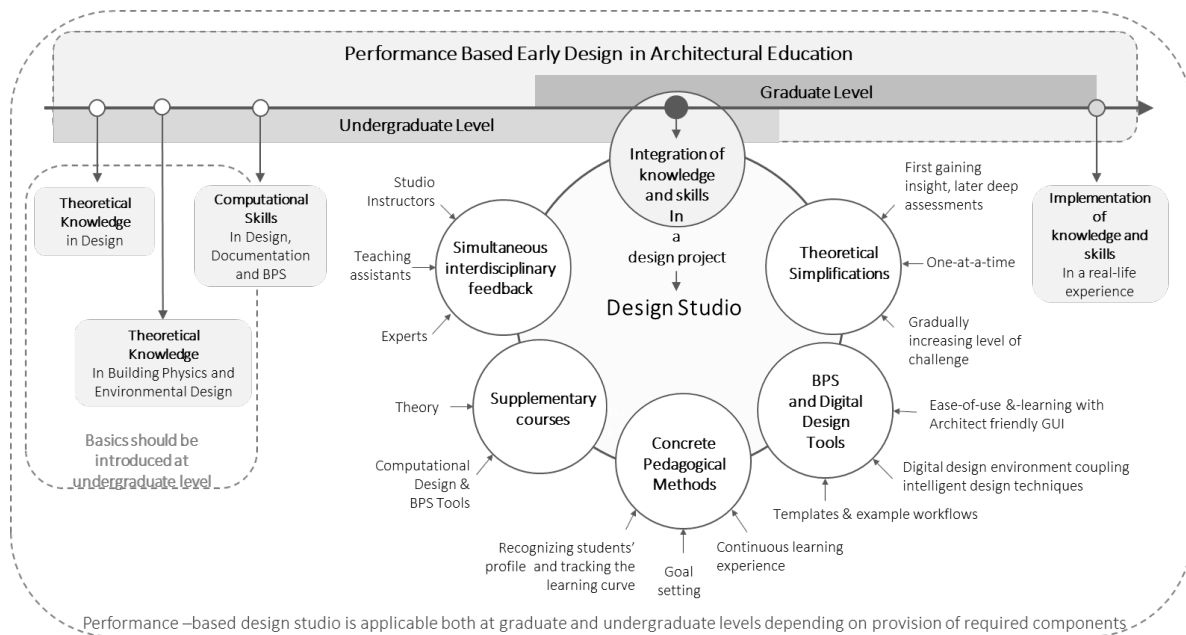 Performance Based Early Design in Architectural Education
Graduate Level
Undergraduate Level
Theoretical
Knowledge
in Design
Theoretical
Knowledge
In Building Physics and
Environmental Design
Computational
Skills
In Design,
Documentation
and BPS
Basics should be
introduced at
undergraduate level
Integration of
knowledge
and skills
In
a
design project
Design Studio
Implementation
of
knowledge and
skills
In a real-life
experience
Simultaneous
interdisciplinary
feedback
Studio
Instructors
Teaching
assistants
Experts
Supplementary
courses
Theory
Computational
Design &
BPS Tools
Concrete
Pedagogical
Methods
Recognizing students'
profile and tracking the
learning curve
Goal
setting
Continuous learning
experience
BPS
and Digital
Design
Tools
Ease-of-use &-learning with
Architect friendly GUI
Digital design environment coupling
intelligent design techniques
Templates & example workflows
Theoretical
Simplifications
First gaining
insight, later deep
assessments
One-at-a-time
Gradually
increasing level of
challenge
Performance –based design studio is applicable both at graduate and undergraduate levels depending on provision of required components